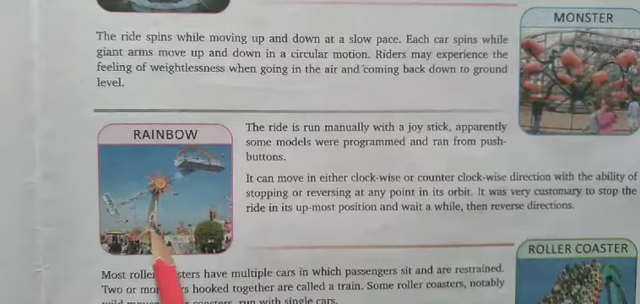 MONSTER
The ride spins while moving up and down at a slow pace. Each car spins while
giant arms move up and down in a circular motion. Riders may experience the
feeling of weightlessness when going in the air and coming back down to ground
level.
RAINBOW
The ride is run manually with a joy stick, apparently
some models were programmed and ran from push-
buttons.
It can move in either clock-wise or counter clock-wise direction with the ability of
stopping or reversing at any point in its orbit. It was very customary to stop the
ride in its up-most position and wait a while, then reverse directions.
ROLLER COASTER
Most roller sters have multiple cars in which passengers sit and are restrained.
Two or mor s hooked together are called a train. Some roller coasters, notably
coasters, run with single cars.